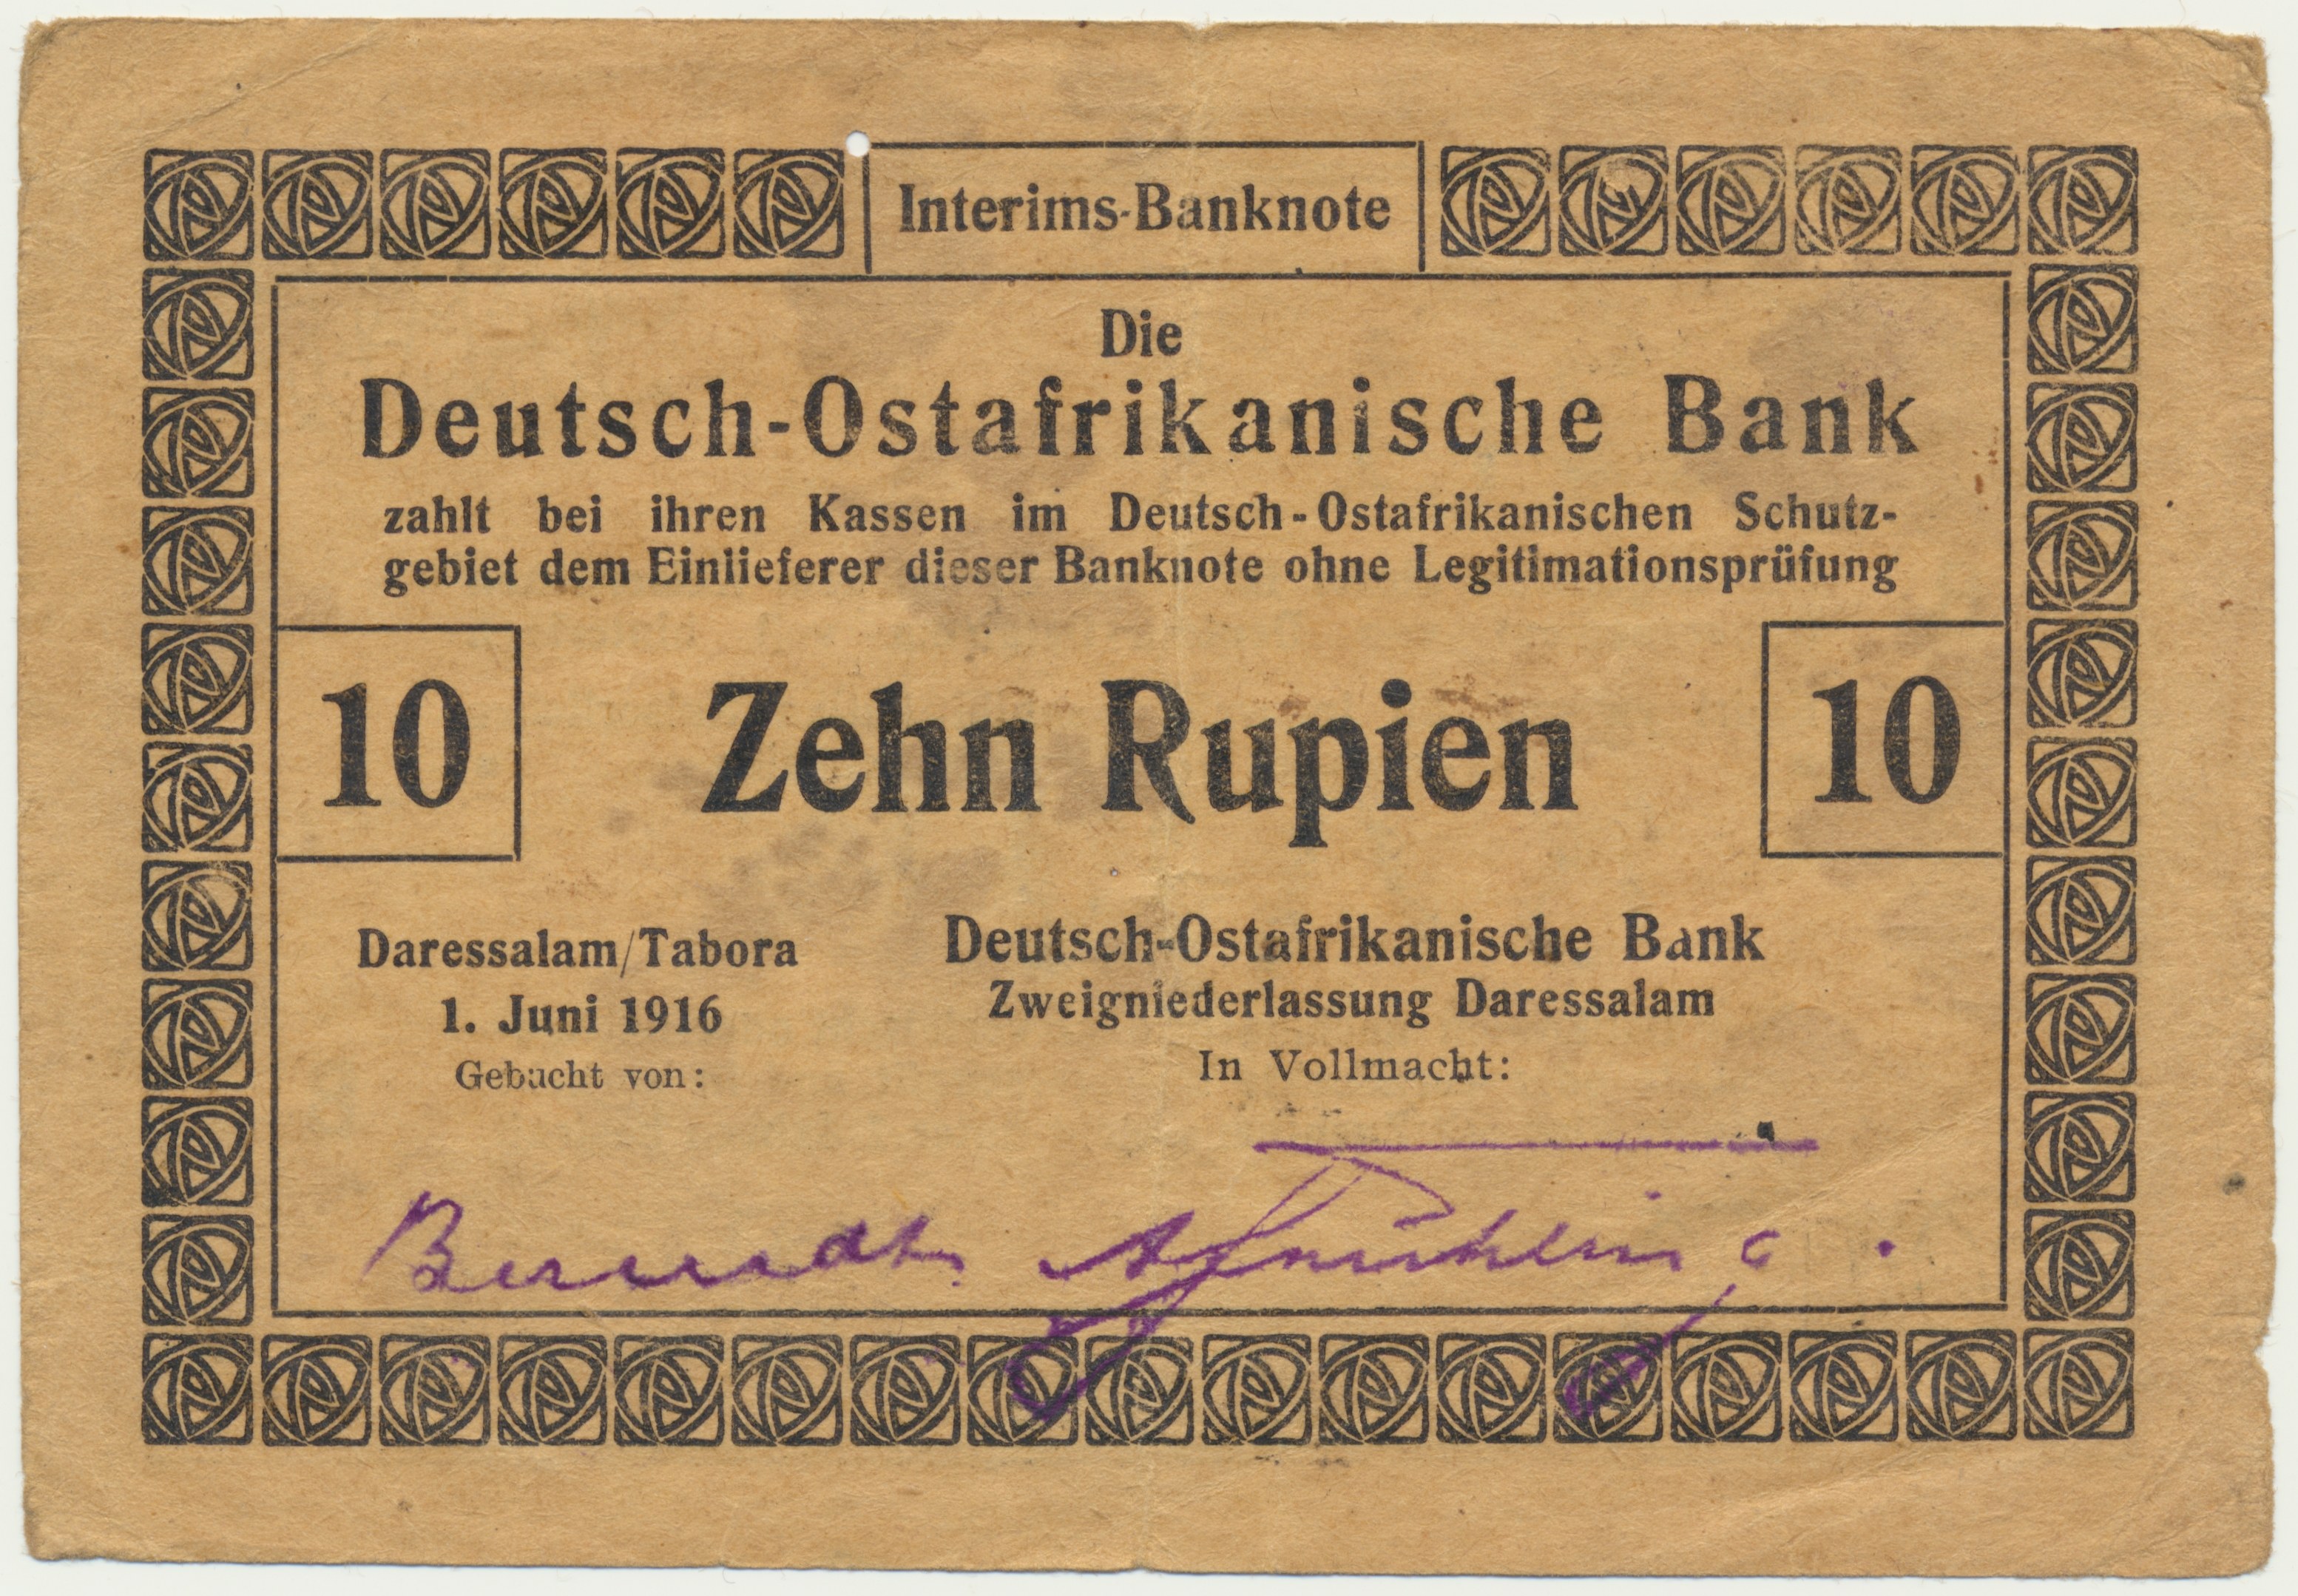 Interims-Banknote
Die
Deutsch-Ostafrikanische Bank
zahlt bei ihren Kassen im Deutsch-Ostafrikanischen Schutz-
gebiet dem Einlieferer dieser Banknote ohne Legitimationsprüfung
10 Zehn Rupien 10
Daressalam/Tabora
1. Juni 1916
Gebucht von:
Deutsch-Ostafrikanische Bank
Zweigniederlassung Daressalam
In Vollmacht: